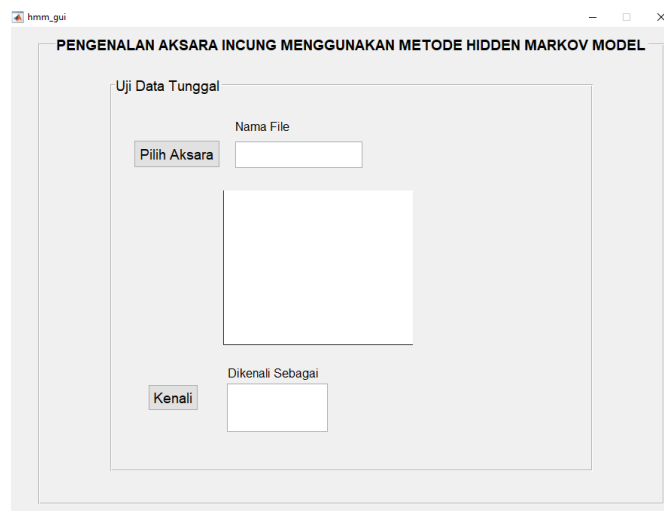 hmm_gui
PENGENALAN AKSARA INCUNG MENGGUNAKAN METODE HIDDEN MARKOV MODEL
Uji Data Tunggal
Nama File
Pilih Aksara
Dikenali Sebagai
Kenali